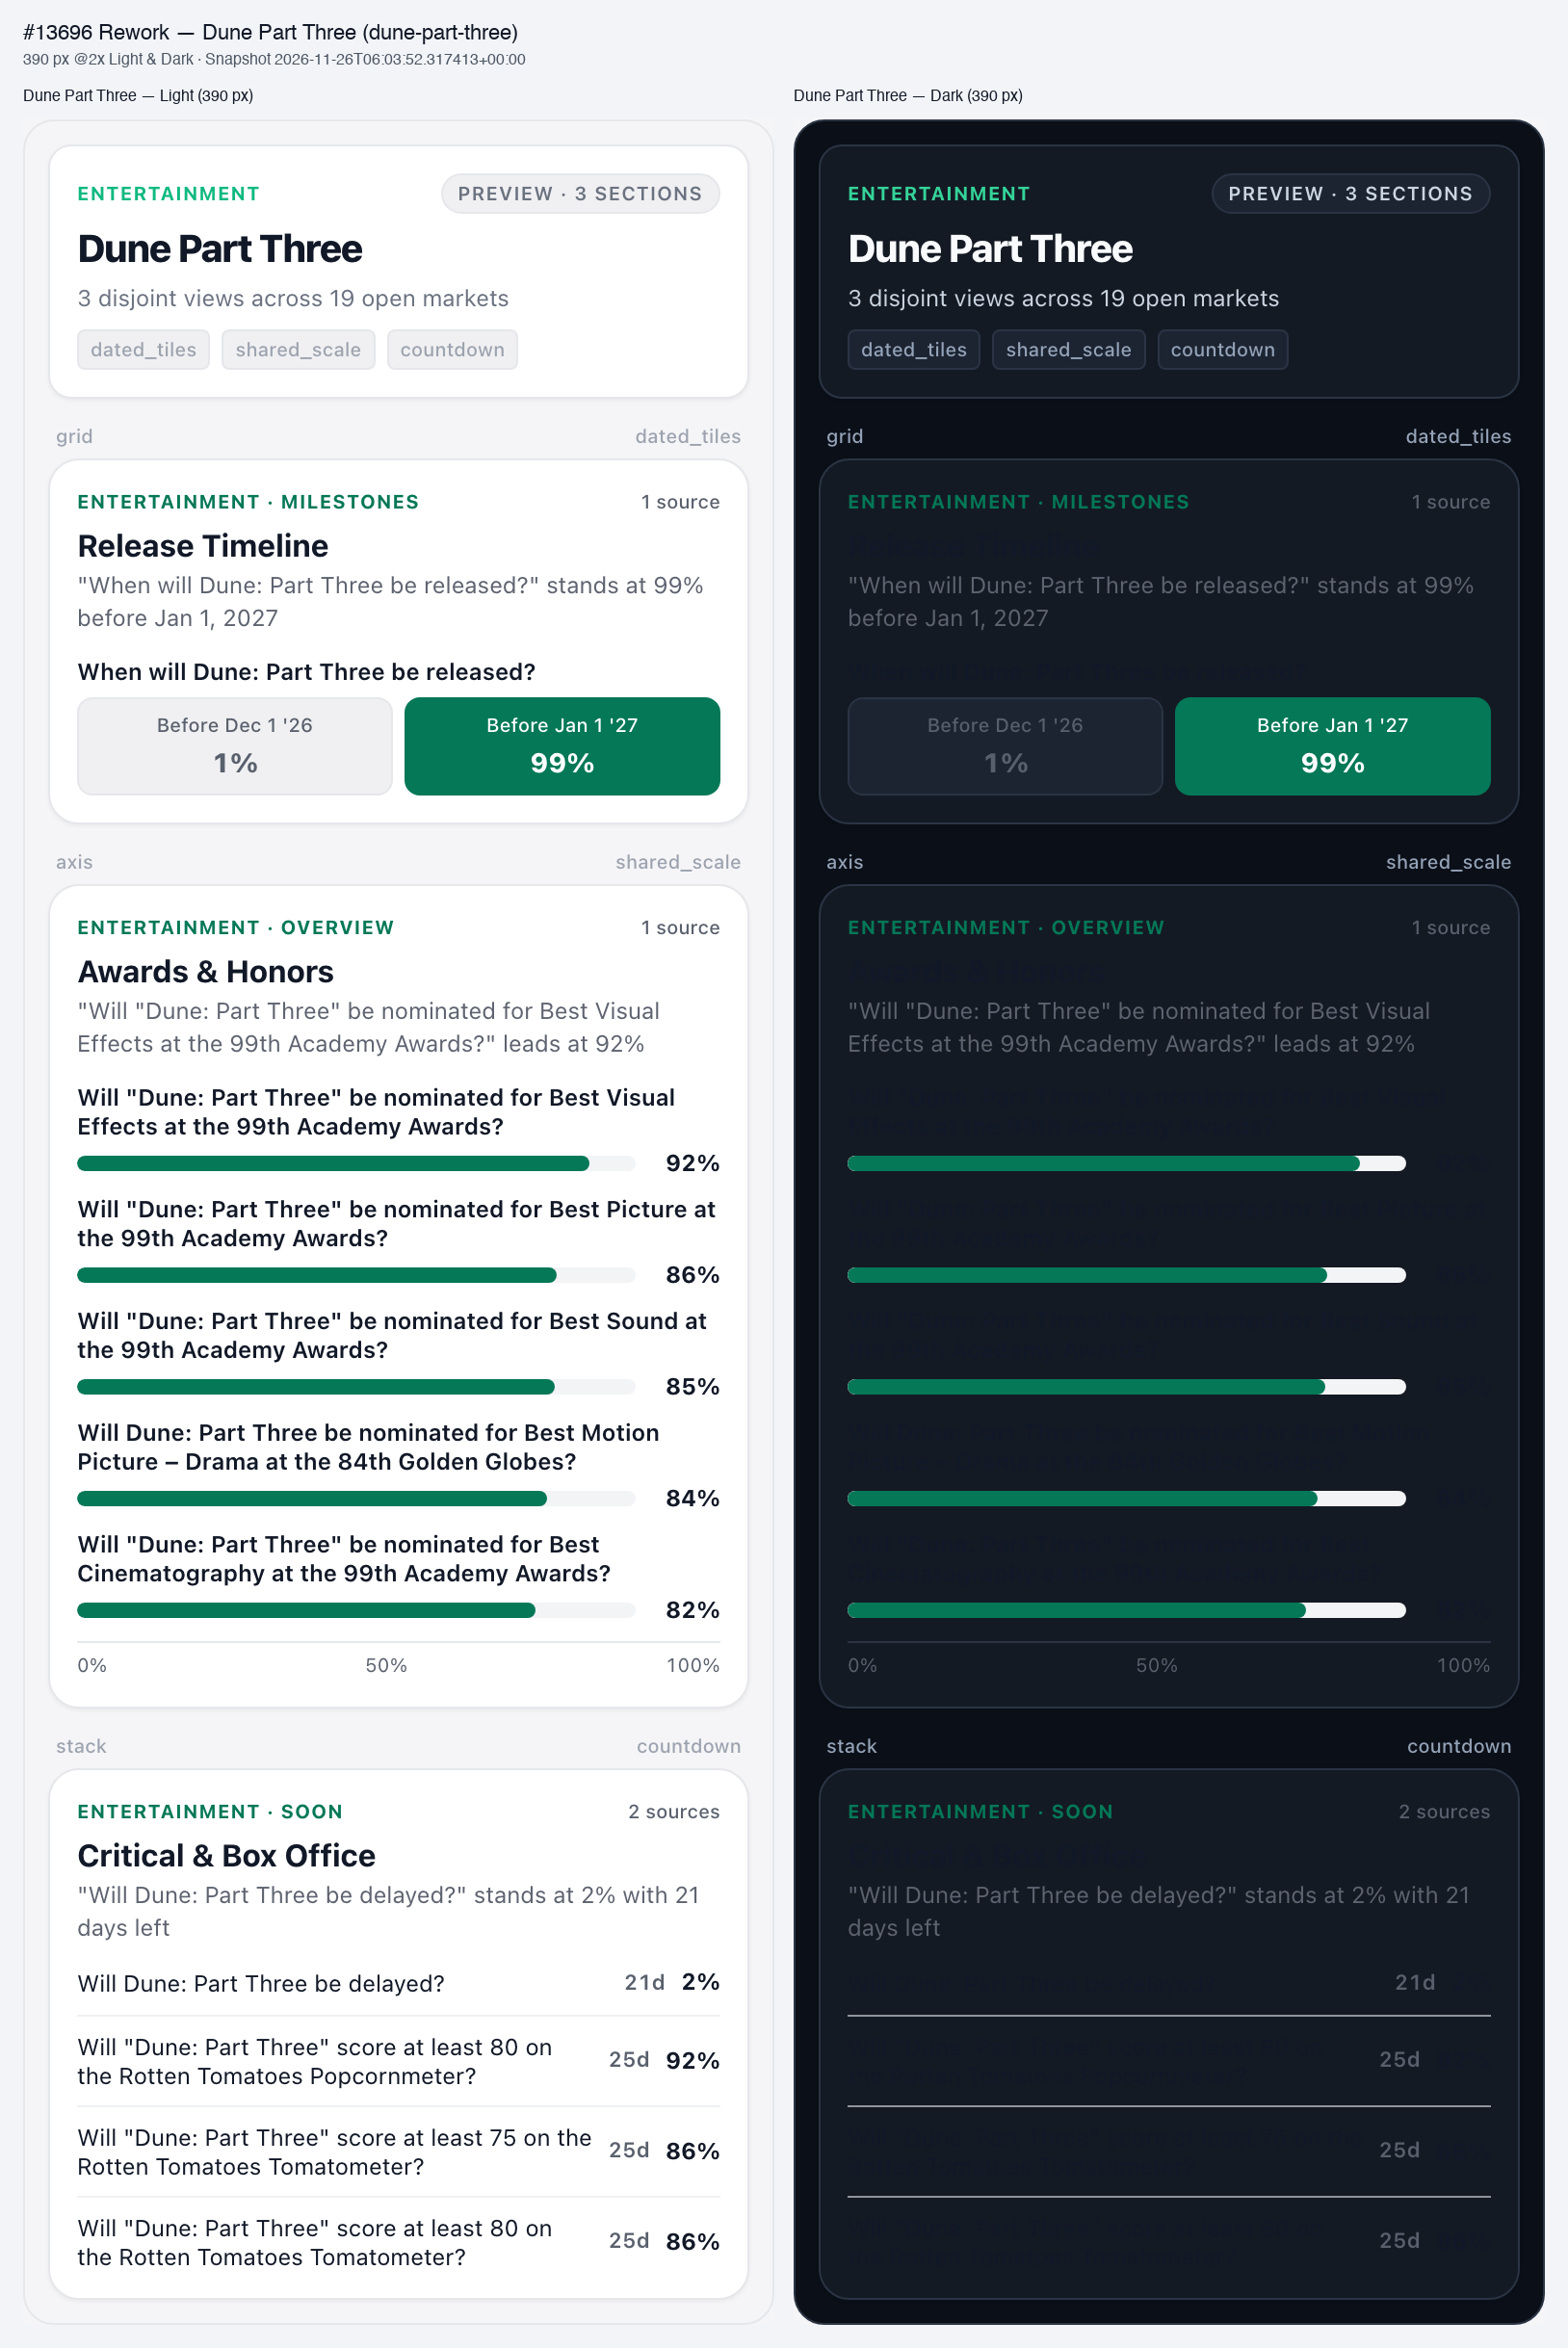 #13696 Rework — Dune Part Three (dune-part-three)
390 px @2x Light & Dark · Snapshot 2026-11-26T06:03:52.317413+00:00
Dune Part Three — Light (390 px)
ENTERTAINMENT
PREVIEW · 3 SECTIONS
Dune Part Three
3 disjoint views across 19 open markets
dated_tiles
shared_scale
countdown
grid
dated_tiles
ENTERTAINMENT · MILESTONES
1 source
Release Timeline
"When will Dune: Part Three be released?" stands at 99%
before Jan 1, 2027
When will Dune: Part Three be released?
Before Dec 1 '26
1%
Before Jan 1 '27
99%
axis
shared_scale
ENTERTAINMENT · OVERVIEW
1 source
Awards & Honors
"Will "Dune: Part Three" be nominated for Best Visual
Effects at the 99th Academy Awards?" leads at 92%
Will "Dune: Part Three" be nominated for Best Visual
Effects at the 99th Academy Awards?
92%
Will "Dune: Part Three" be nominated for Best Picture at
the 99th Academy Awards?
86%
Will "Dune: Part Three" be nominated for Best Sound at
the 99th Academy Awards?
85%
Will Dune: Part Three be nominated for Best Motion
Picture – Drama at the 84th Golden Globes?
84%
Will "Dune: Part Three" be nominated for Best
Cinematography at the 99th Academy Awards?
82%
0%
50%
100%
stack
countdown
ENTERTAINMENT · SOON
2 sources
Critical & Box Office
"Will Dune: Part Three be delayed?" stands at 2% with 21
days left
Will Dune: Part Three be delayed?
21d 2%
Will "Dune: Part Three" score at least 80 on
the Rotten Tomatoes Popcornmeter?
25d 92%
Will "Dune: Part Three" score at least 75 on the
Rotten Tomatoes Tomatometer?
25d 86%
Will "Dune: Part Three" score at least 80 on
the Rotten Tomatoes Tomatometer?
25d 86%
Dune Part Three — Dark (390 px)
ENTERTAINMENT
PREVIEW · 3 SECTIONS
Dune Part Three
3 disjoint views across 19 open markets
dated_tiles
shared_scale
countdown
grid
dated_tiles
ENTERTAINMENT · MILESTONES
1 source
"When will Dune: Part Three be released?" stands at 99%
before Jan 1, 2027
Before Dec 1 '26
1%
Before Jan 1 '27
99%
axis
shared_scale
ENTERTAINMENT · OVERVIEW
1 source
"Will "Dune: Part Three" be nominated for Best Visual
Effects at the 99th Academy Awards?" leads at 92%
0%
50%
100%
stack
countdown
ENTERTAINMENT · SOON
2 sources
"Will Dune: Part Three be delayed?" stands at 2% with 21
days left
21d
25d
25d
25d